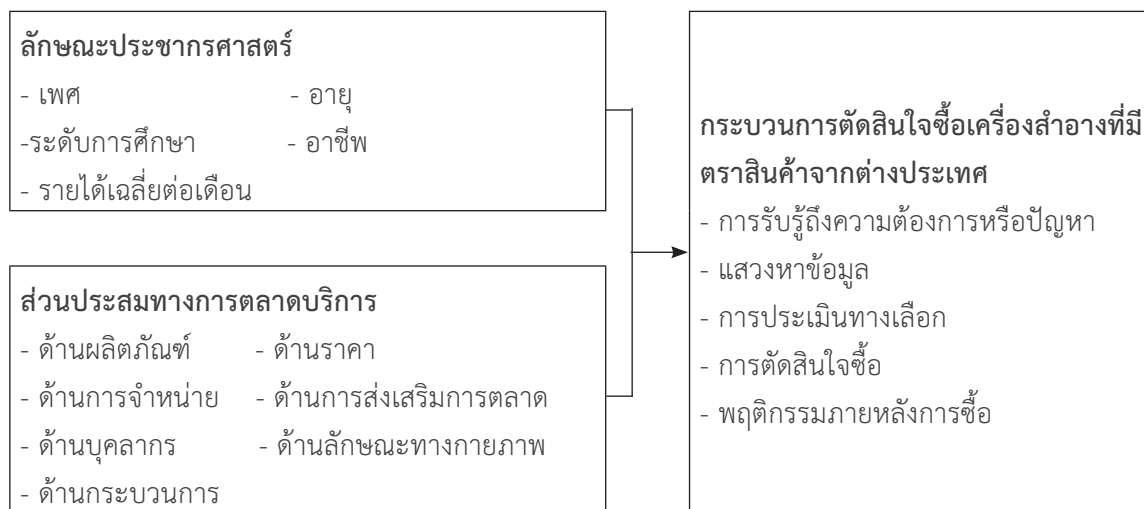 ลักษณะประชากรศาสตร์
- เพศ - อายุ
-ระดับการศึกษา - อาชีพ
- รายได้เฉลี่ยต่อเดือน
ส่วนประสมทางการตลาดบริการ
- ด้านผลิตภัณฑ์ - ด้านราคา
- ด้านการจำหน่าย - ด้านการส่งเสริมการตลาด
- ด้านบุคลากร - ด้านลักษณะทางกายภาพ
- ด้านกระบวนการ
กระบวนการตัดสินใจซื้อเครื่องสำอางที่มี
ตราสินค้าจากต่างประเทศ
- การรับรู้ถึงความต้องการหรือปัญหา
- แสวงหาข้อมูล
- การประเมินทางเลือก
- การตัดสินใจซื้อ
- พฤติกรรมภายหลังการซื้อ